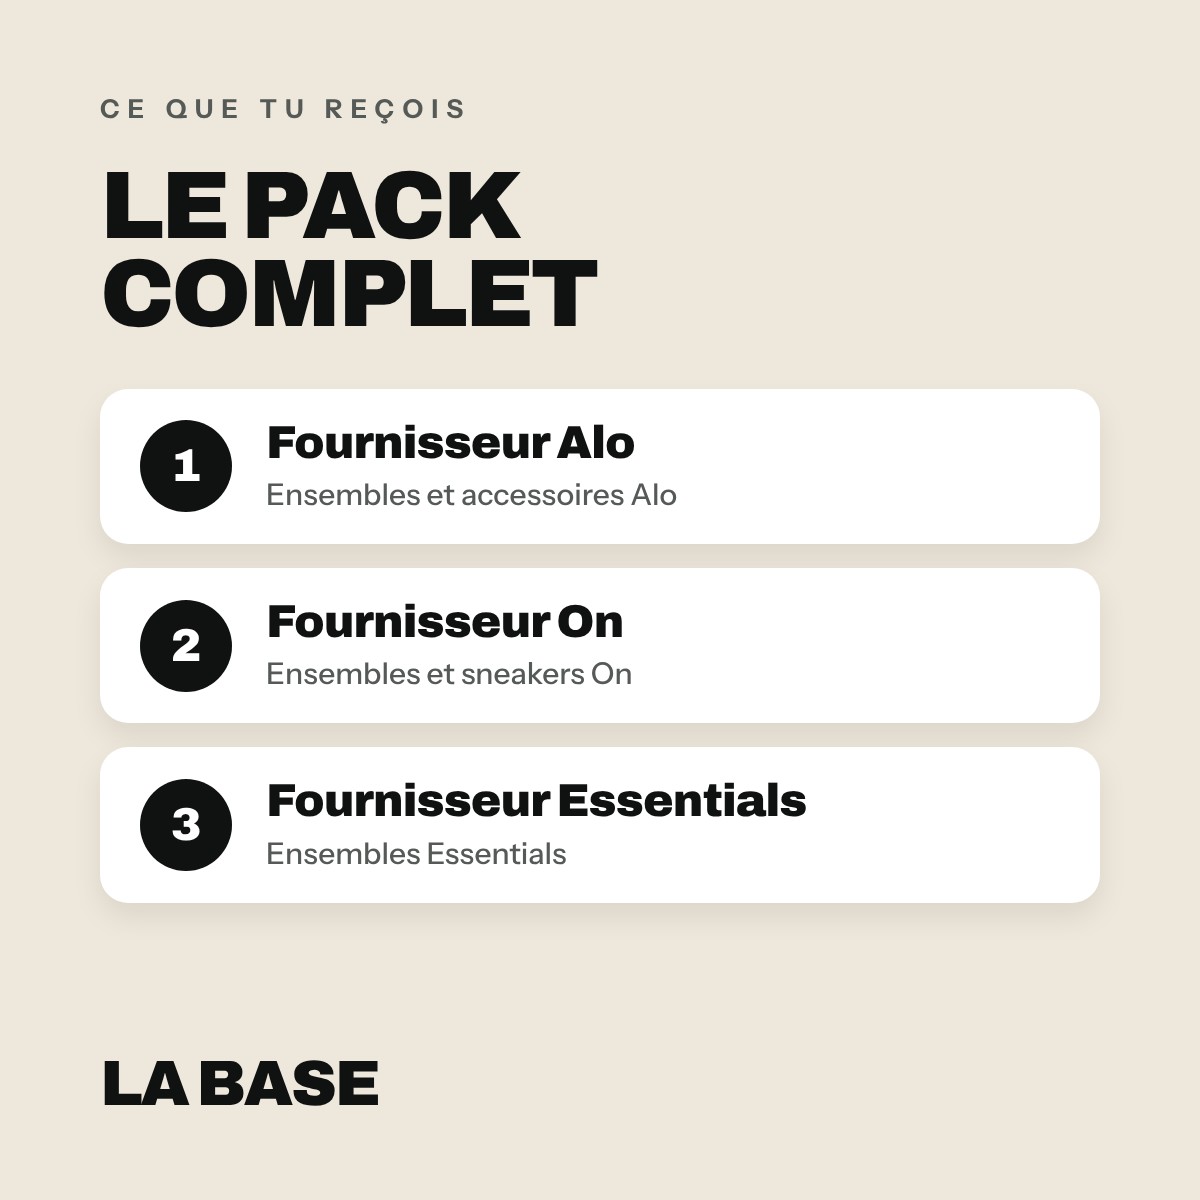 CE QUE TU REÇOIS
LE PACK
COMPLET
1
Fournisseur Alo
Ensembles et accessoires Alo
2
Fournisseur On
Ensembles et sneakers On
3
Fournisseur Essentials
Ensembles Essentials
LA BASE